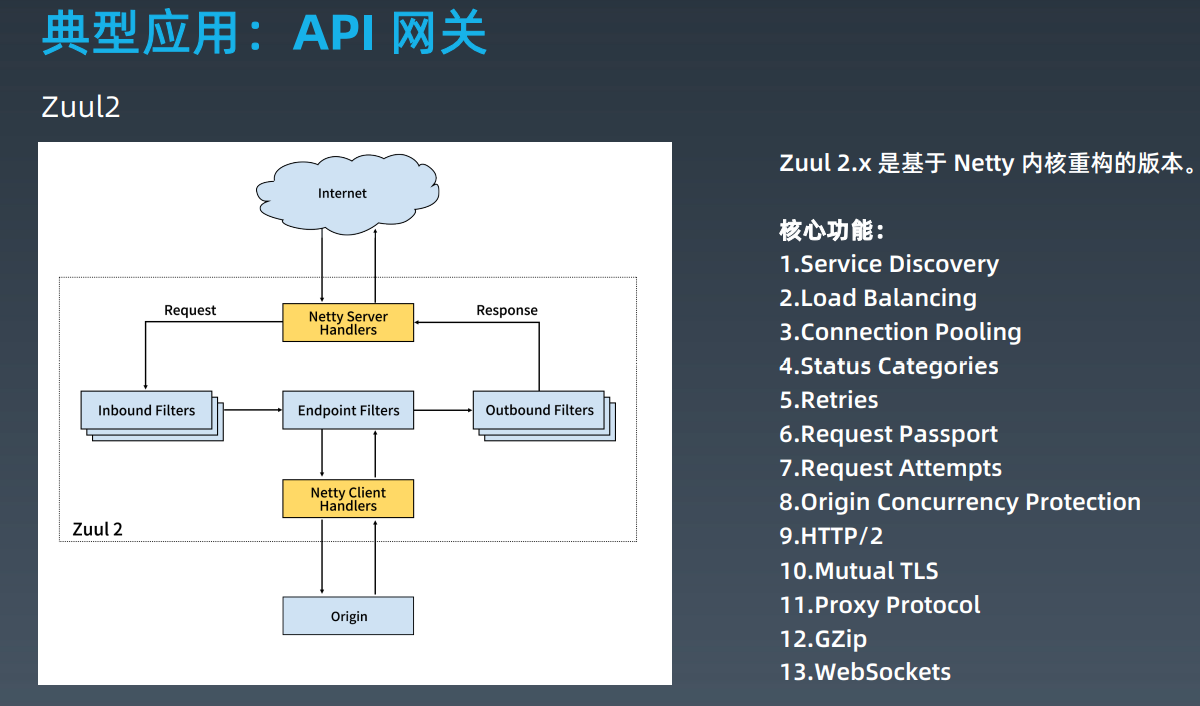 典型应用：API 网关
Zuul2
Internet
Request
Netty Server
Handlers
Response
Inbound Filters
Endpoint Filters
Outbound Filters
Netty Client
Handlers
Zuul 2
Origin
Zuul 2.x 是基于 Netty 内核重构的版本。
核心功能：
1.Service Discovery
2.Load Balancing
3.Connection Pooling
4.Status Categories
5.Retries
6.Request Passport
7.Request Attempts
8.Origin Concurrency Protection
9.HTTP/2
10.Mutual TLS
11.Proxy Protocol
12.GZip
13.WebSockets